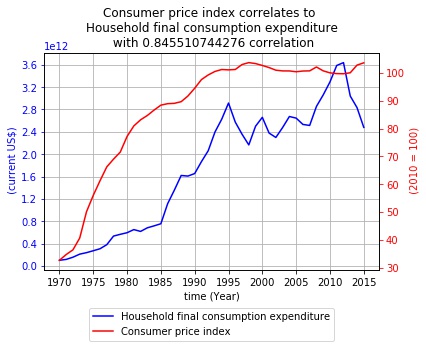 Consumer price index correlates to
Household final consumption expenditure
with 0.845510744276 correlation
1e12
3.6
3.2
2.8
2.4
2.0
1.6
1.2
0.8
0.4
0.0
(current US$)
100
90
80
70
60
50
40
30
(2010 = 100)
1970 1975 1980 1985 1990 1995 2000 2005 2010 2015
time (Year)
Household final consumption expenditure
Consumer price index